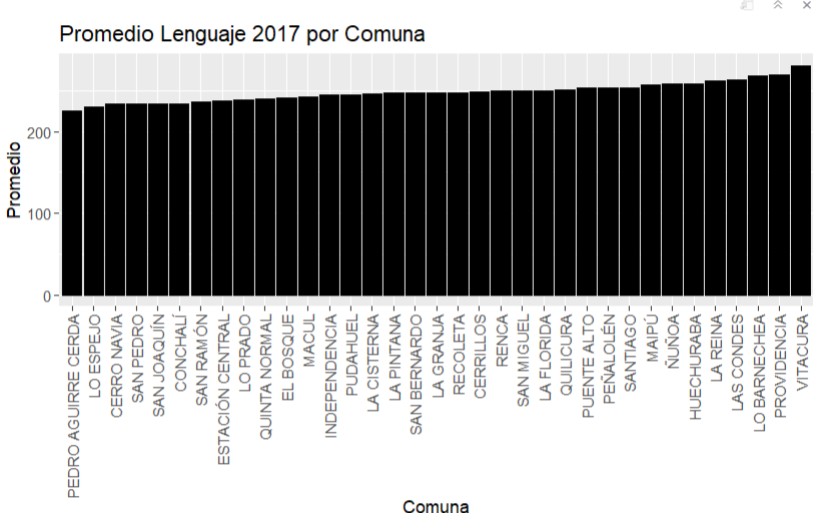 Promedio Lenguaje 2017 por Comuna
Promedio
200
100
0
PEDRO AGUIRRE CERDA
LO ESPEJO
CERRO NAVIA
SAN PEDRO
SAN JOAQUÍN
CONCHALÍ
SAN RAMÓN
ESTACIÓN CENTRAL
LO PRADO
QUINTA NORMAL
EL BOSQUE
MACUL
INDEPENDENCIA
PUDAHUEL
LA CISTERNA
LA PINTANA
SAN BERNARDO
LA GRANJA
RECOLETA
CERRILLOS
RENCA
SAN MIGUEL
LA FLORIDA
QUILICURA
PUENTE ALTO
PEÑALOLÉN
SANTIAGO
MAIPÚ
ÑUÑOA
HUECHURABA
LA REINA
LAS CONDES
LO BARNECHEA
PROVIDENCIA
VITACURA
Comuna